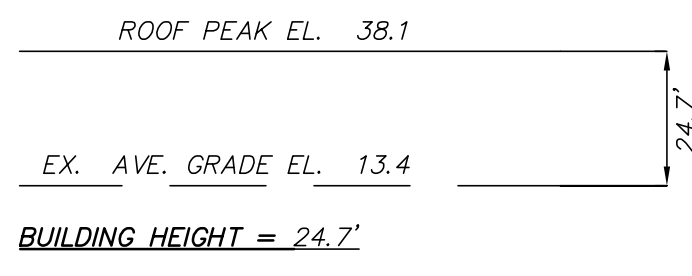 ROOF PEAK EL. 38.1
24.7'
EX. AVE. GRADE EL. 13.4
BUILDING HEIGHT = 24.7'